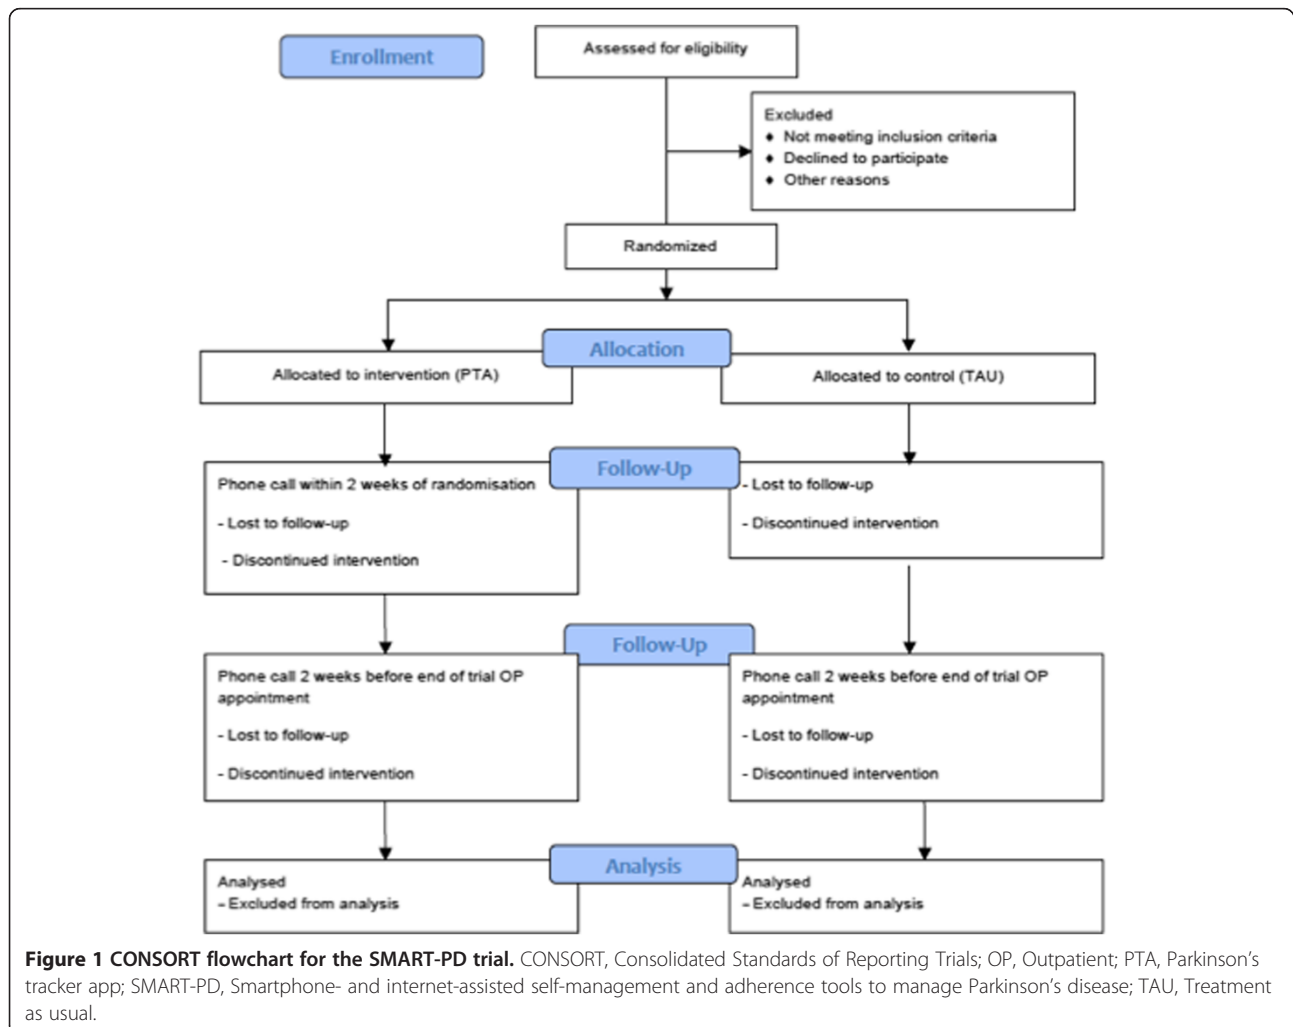 Enrollment
Assessed for eligibility
Excluded
♦ Not meeting inclusion criteria
♦ Declined to participate
♦ Other reasons
Randomized
Allocation
Allocated to intervention (PTA)
Allocated to control (TAU)
Follow-Up
Phone call within 2 weeks of randomisation
- Lost to follow-up
- Discontinued intervention
- Lost to follow-up
- Discontinued intervention
Follow-Up
Phone call 2 weeks before end of trial OP
appointment
- Lost to follow-up
- Discontinued intervention
Phone call 2 weeks before end of trial OP
appointment
- Lost to follow-up
- Discontinued intervention
Analysis
Analysed
- Excluded from analysis
Analysed
- Excluded from analysis
Figure 1 CONSORT flowchart for the SMART-PD trial. CONSORT, Consolidated Standards of Reporting Trials; OP, Outpatient; PTA, Parkinson's
tracker app; SMART-PD, Smartphone- and internet-assisted self-management and adherence tools to manage Parkinson's disease; TAU, Treatment
as usual.